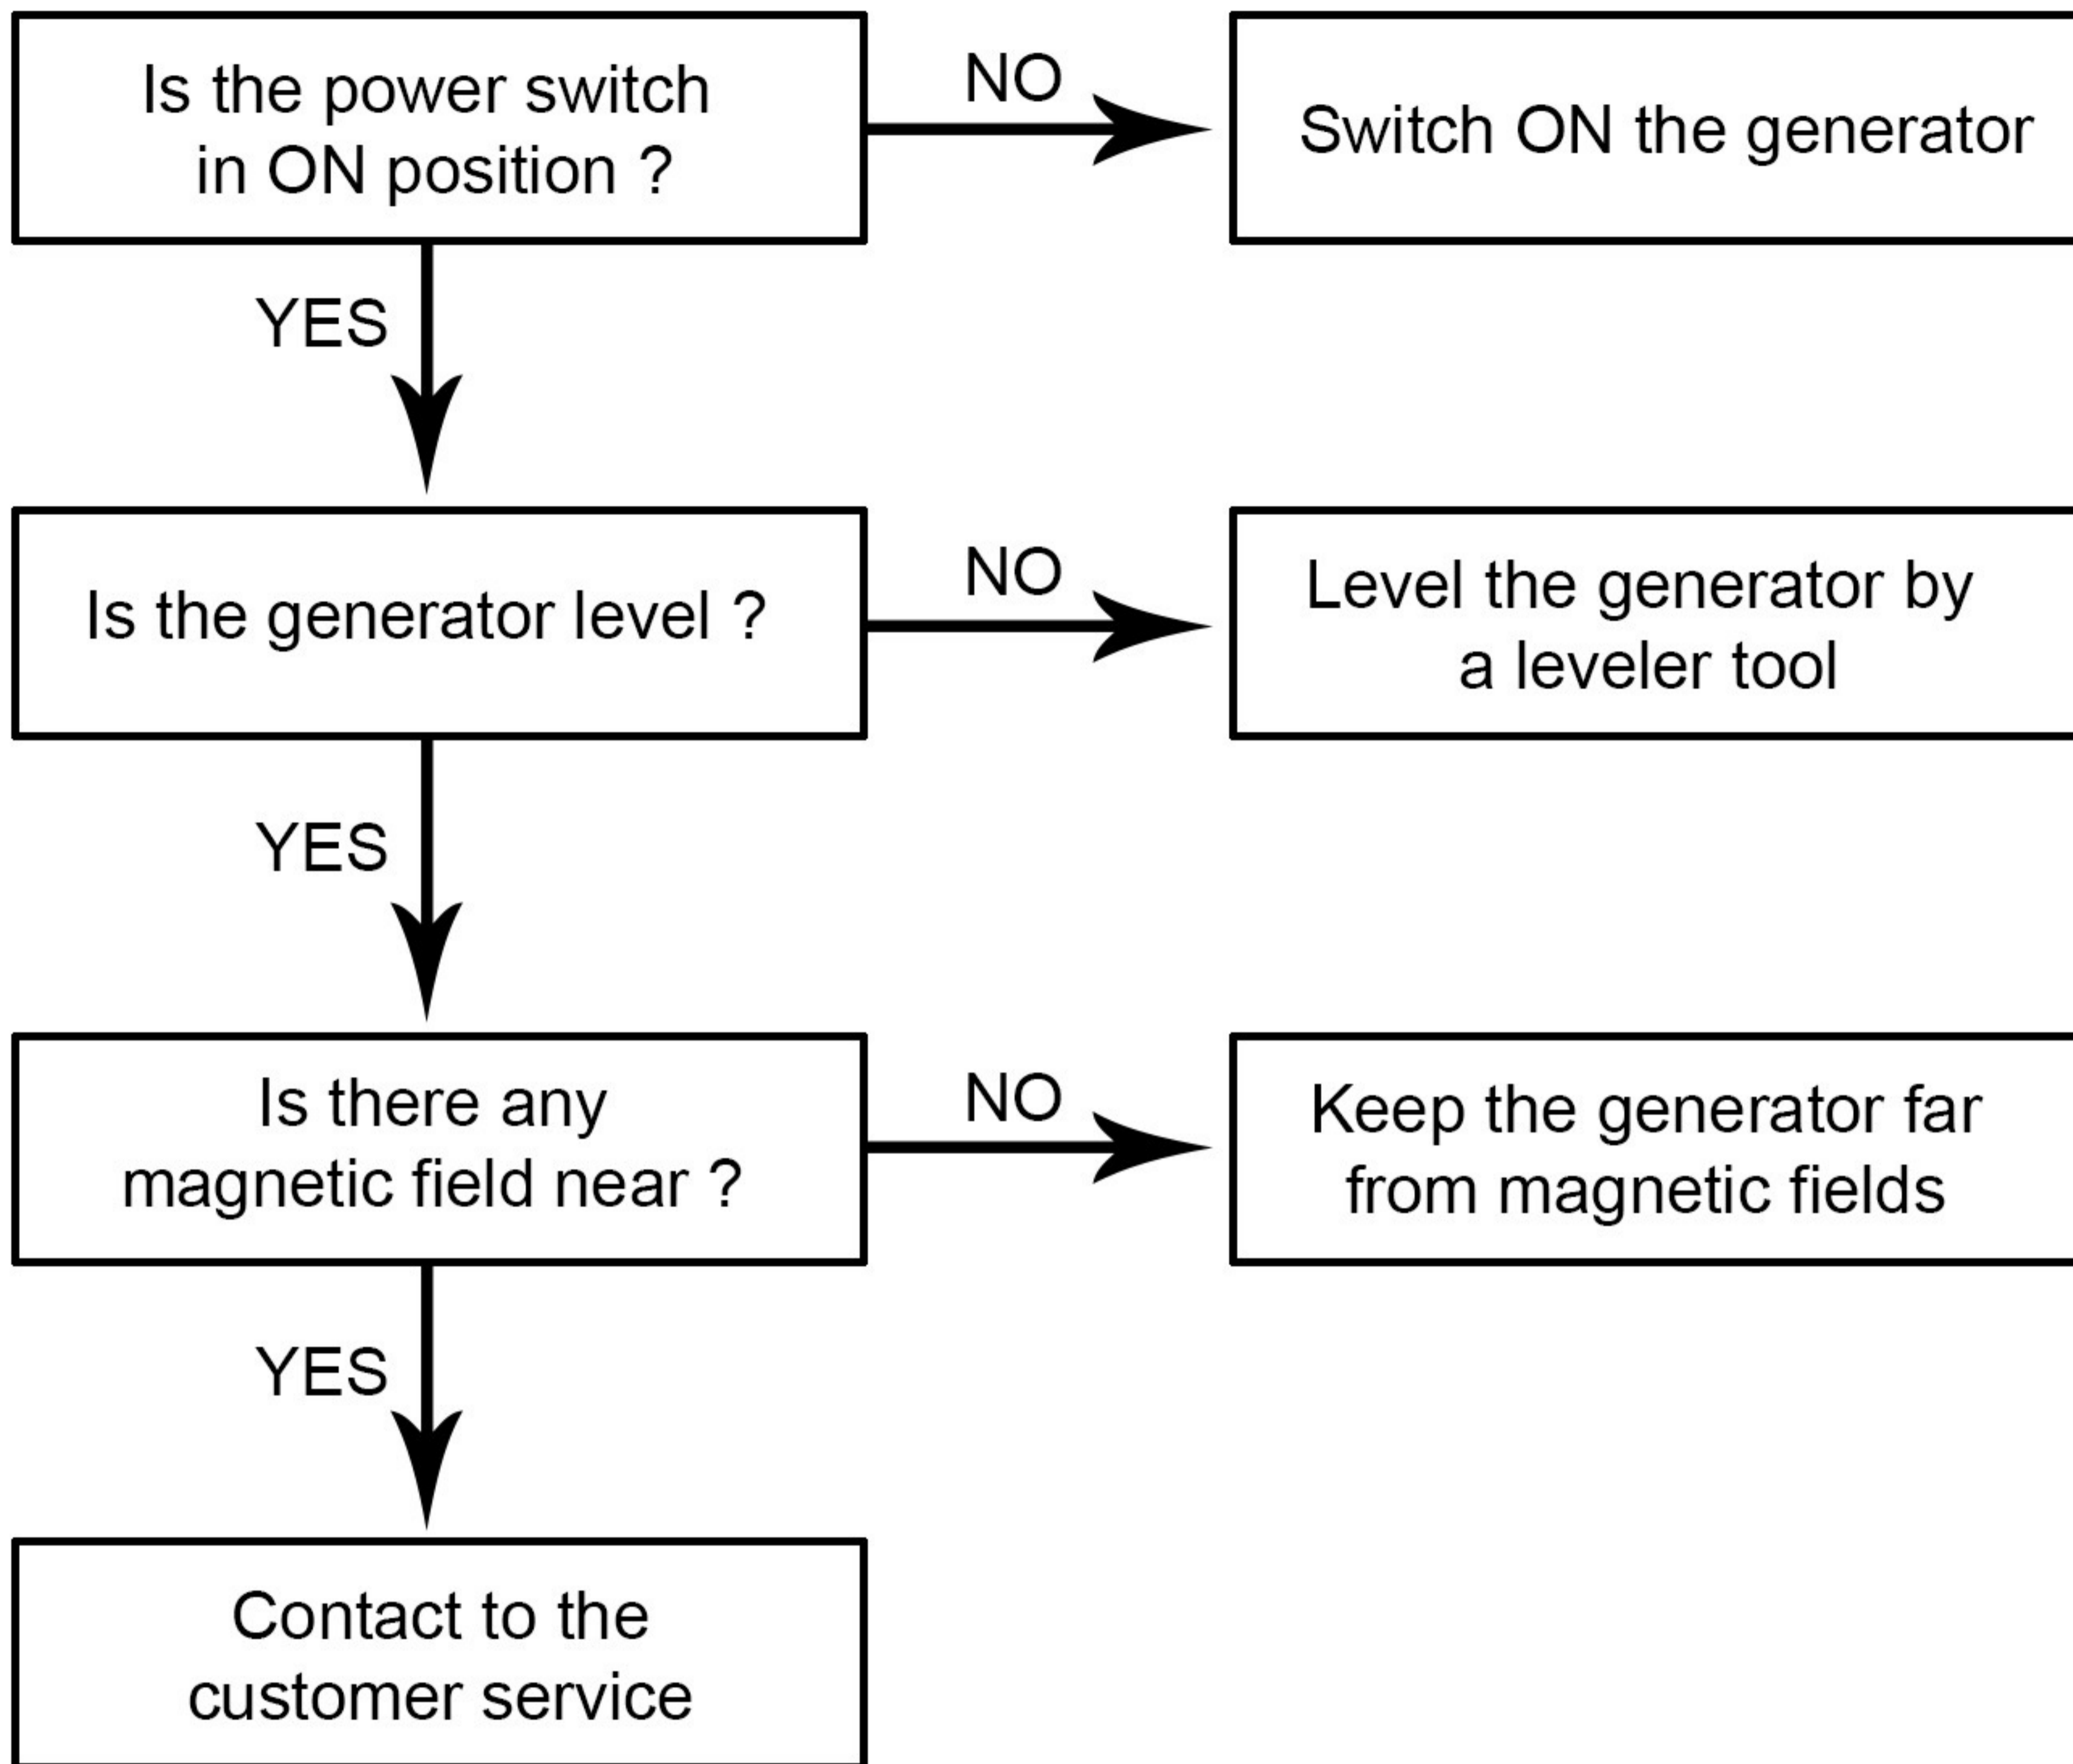 Is the power switch
in ON position ?
NO
Switch ON the generator
YES
Is the generator level ?
NO
Level the generator by
a leveler tool
YES
Is there any
magnetic field near ?
NO
Keep the generator far
from magnetic fields
YES
Contact to the
customer service